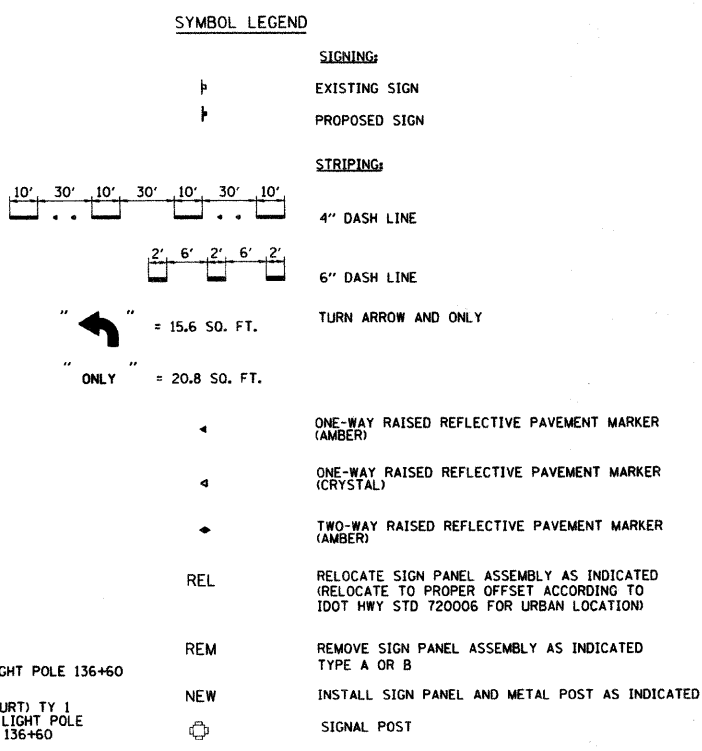 SYMBOL LEGEND
SIGNING:
EXISTING SIGN
PROPOSED SIGN
STRIPING:
10' 30' 10' 30' 10' 30' 10'
4" DASH LINE
2' 6' 2' 6' 2'
6" DASH LINE
" " = 15.6 SQ. FT. TURN ARROW AND ONLY
" ONLY " = 20.8 SQ. FT.
ONE-WAY RAISED REFLECTIVE PAVEMENT MARKER
(AMBER)
ONE-WAY RAISED REFLECTIVE PAVEMENT MARKER
(CRYSTAL)
TWO-WAY RAISED REFLECTIVE PAVEMENT MARKER
(AMBER)
REL RELOCATE SIGN PANEL ASSEMBLY AS INDICATED
(RELOCATE TO PROPER OFFSET ACCORDING TO
IDOT HWY STD 720006 FOR URBAN LOCATION)
REM REMOVE SIGN PANEL ASSEMBLY AS INDICATED
TYPE A OR B
GHT POLE 136+60
NEW INSTALL SIGN PANEL AND METAL POST AS INDICATED
URT) TY 1
LIGHT POLE
136+60
SIGNAL POST